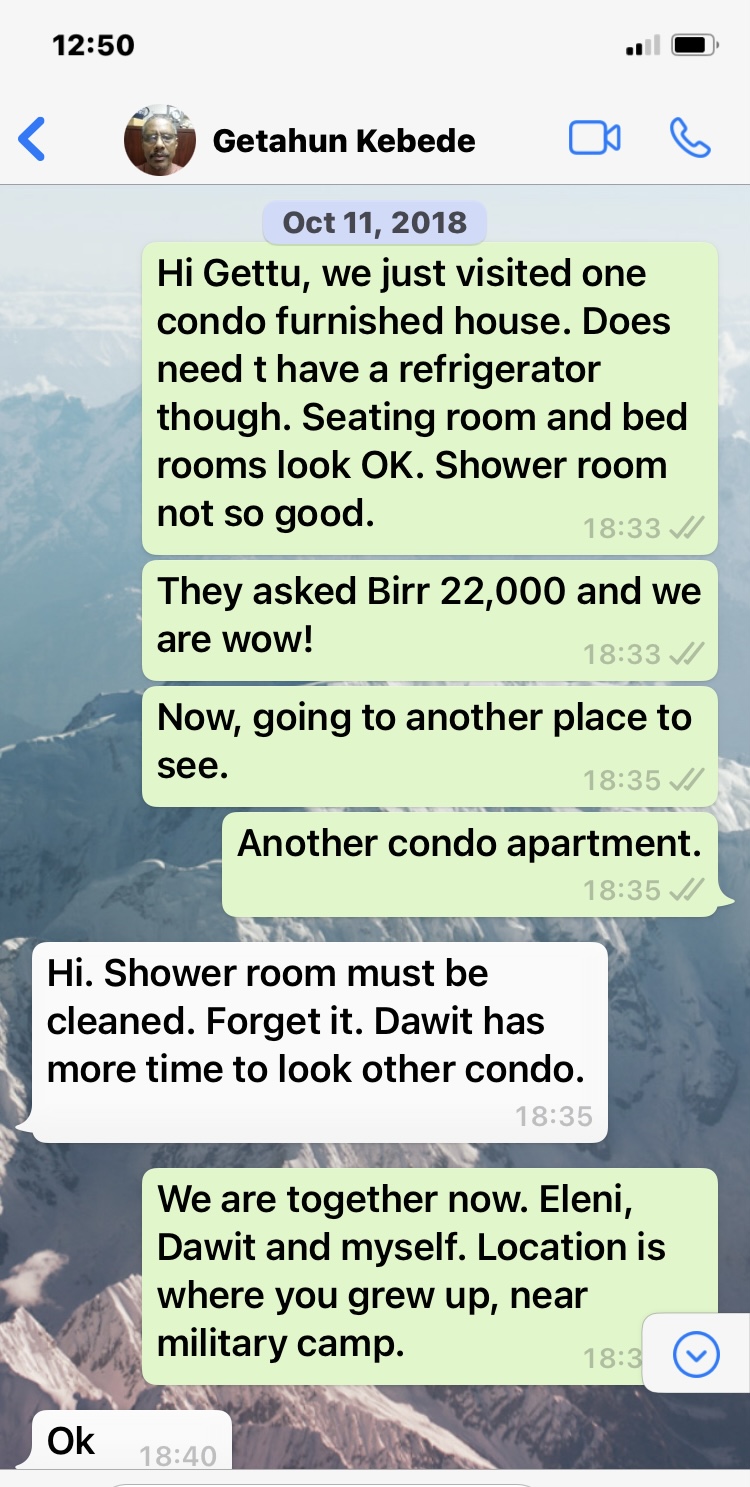 12:50
Getahun Kebede
Oct 11, 2018
Hi Gettu, we just visited one
condo furnished house. Does
need t have a refrigerator
though. Seating room and bed
rooms look OK. Shower room
not so good.
18:33
They asked Birr 22,000 and we
are wow!
18:33
Now, going to another place to
see.
18:35
Another condo apartment.
18:35
Hi. Shower room must be
cleaned. Forget it. Dawit has
more time to look other condo.
18:35
We are together now. Eleni,
Dawit and myself. Location is
where you grew up, near
military camp.
Ok
18:40